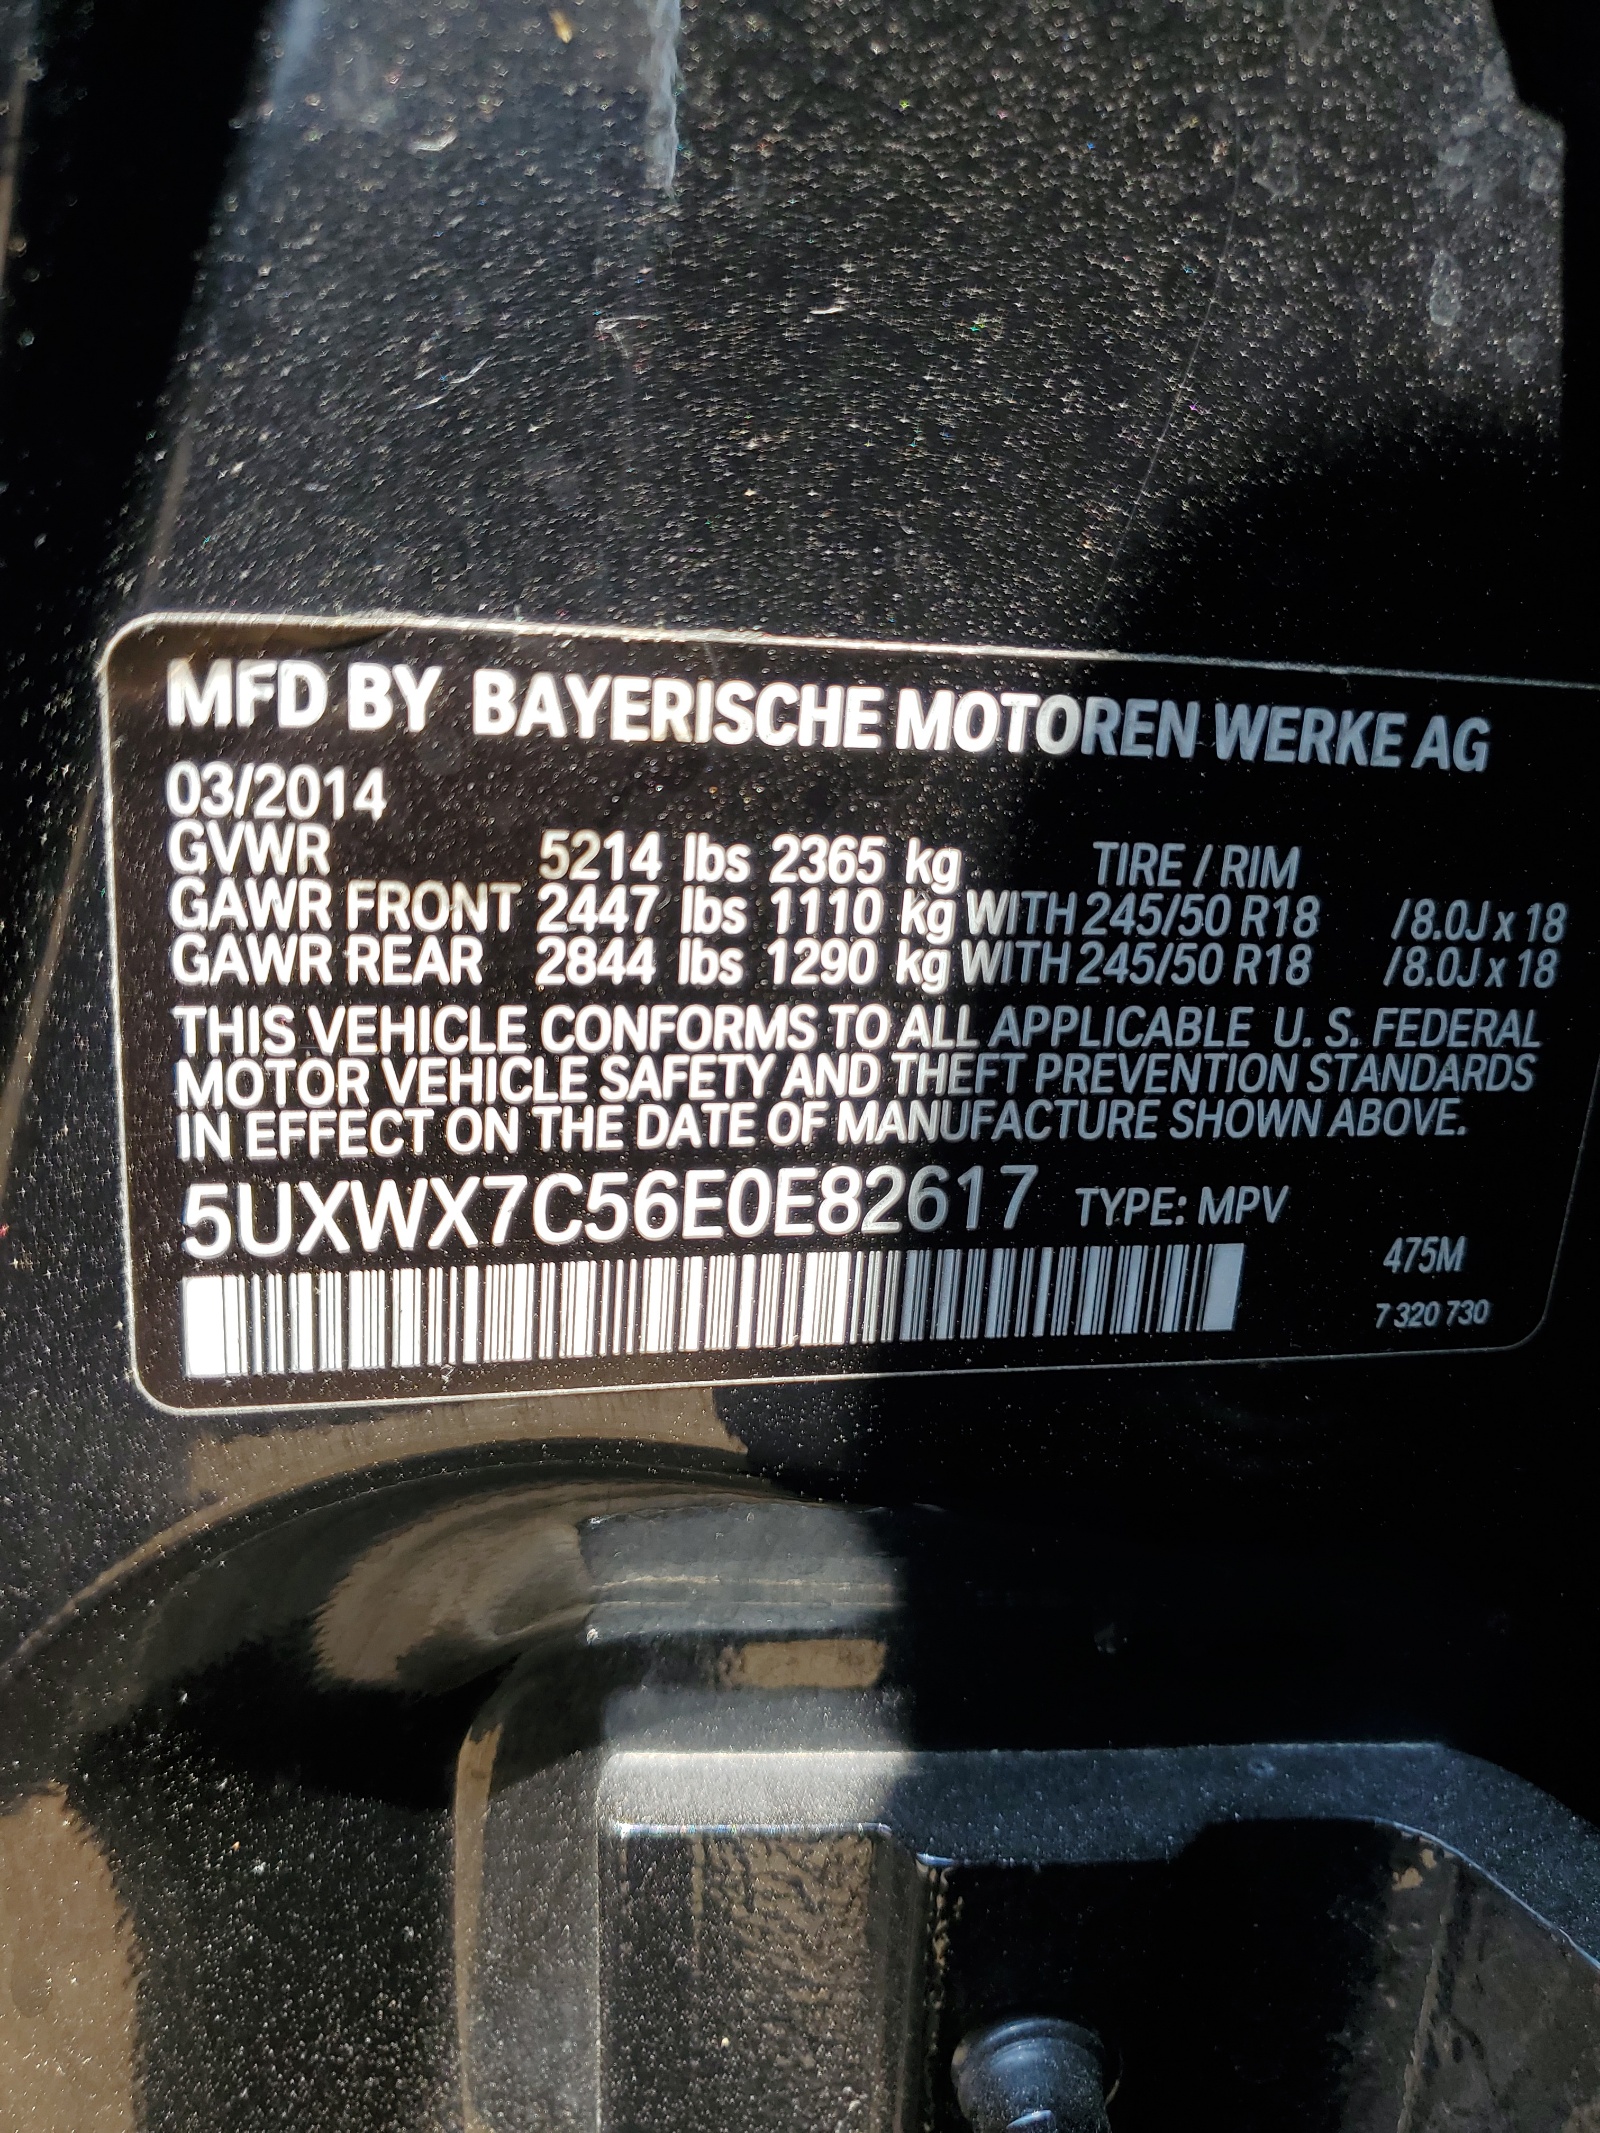 MFD BY BAYERISCHE MOTOREN WERKE AG
03/2014
GVWR 5214 lbs 2365 kg TIRE / RIM
GAWR FRONT 2447 lbs 1110 kg WITH 245/50 R18 /8.0J x 18
GAWR REAR 2844 lbs 1290 kg WITH 245/50 R18 /8.0J x 18
THIS VEHICLE CONFORMS TO ALL APPLICABLE U. S. FEDERAL
MOTOR VEHICLE SAFETY AND THEFT PREVENTION STANDARDS
IN EFFECT ON THE DATE OF MANUFACTURE SHOWN ABOVE.
5UXWX7C56E0E82617 TYPE: MPV
475M
7 320 730